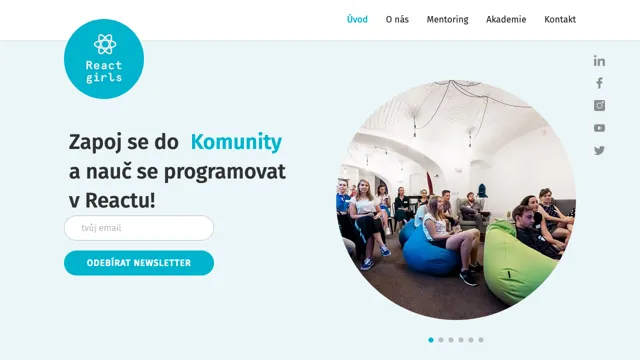 Úvod
O nás
Mentoring
Akademie
Kontakt
React
girls
Zapoj se do Komunity
a nauč se programovat
v Reactu!
tvůj email
ODEBÍRAT NEWSLETTER